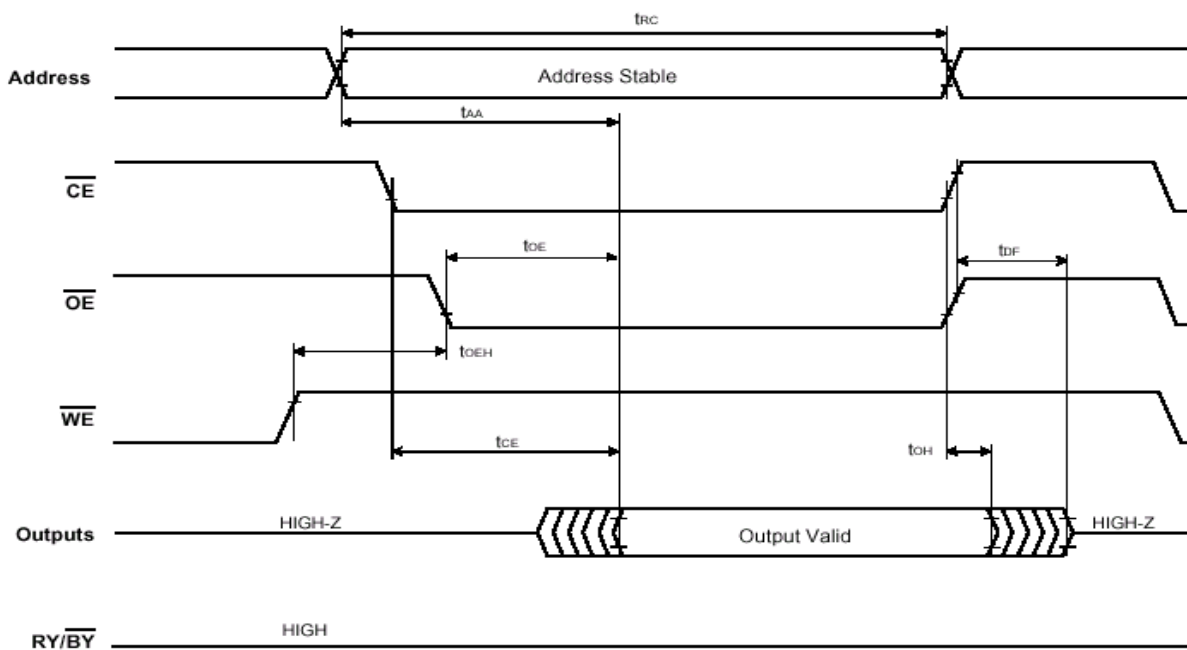 tRC
Address
Address Stable
tAA
CE
tOE
tDF
OE
tOEH
WE
tCE
tOH
Outputs
HIGH-Z
Output Valid
HIGH-Z
RY/BY
HIGH